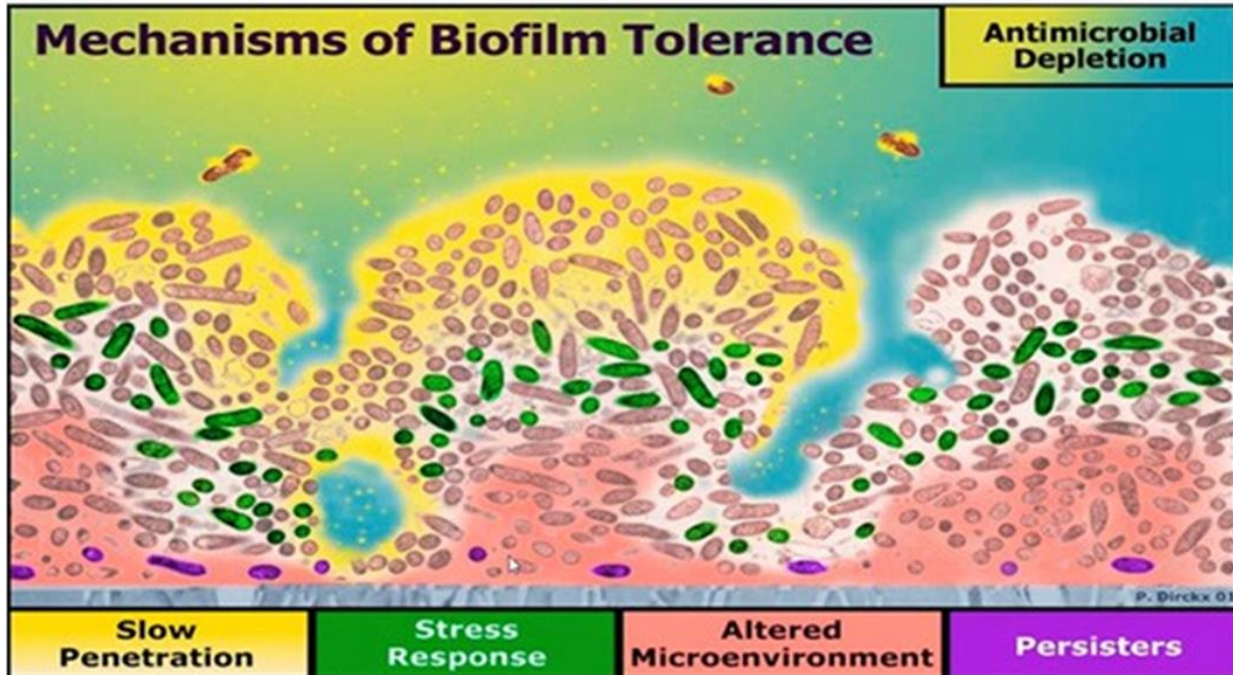 Mechanisms of Biofilm Tolerance
Antimicrobial
Depletion
P. Dirckx 01
Slow
Penetration
Stress
Response
Altered
Microenvironment
Persisters